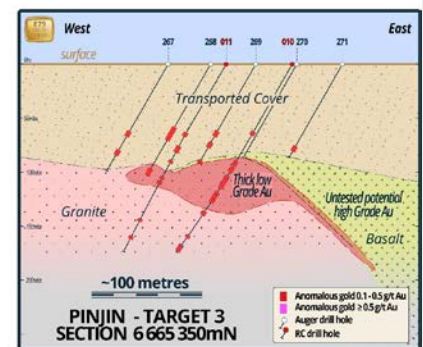 West
East
surface
267
268
011
269
010
270
271
Transported Cover
Thick low
Grade Au
Untested potential
high Grade Au
Granite
Basalt
~100 metres
PINJIN - TARGET 3
SECTION 6 665 350mN
Anomalous gold 0.1 - 0.5 g/t Au
Anomalous gold ≥ 0.5 g/t Au
Auger drill hole
RC drill hole